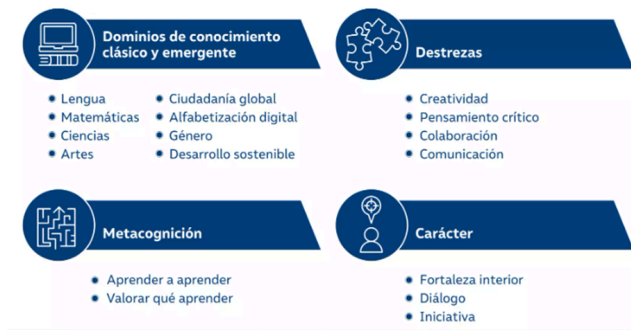 Dominios de conocimiento
clásico y emergente
Lengua
Matemáticas
Ciencias
Artes
Ciudadanía global
Alfabetización digital
Género
Desarrollo sostenible
Destrezas
Creatividad
Pensamiento crítico
Colaboración
Comunicación
Metacognición
Aprender a aprender
Valorar qué aprender
Carácter
Fortaleza interior
Diálogo
Iniciativa